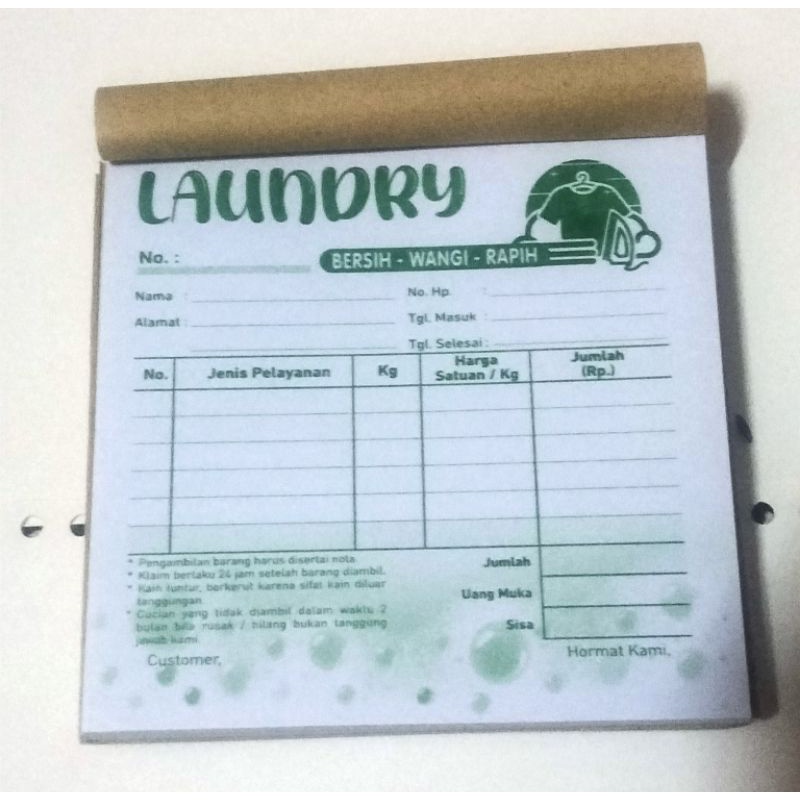 LAUNDRY
No. :
BERSIH - WANGI - RAPIH
Nama :
No. Hp. :
Alamat :
Tgl. Masuk :
Tgl. Selesai :
No.
Jenis Pelayanan
Kg
Harga
Satuan / Kg
Jumlah
(Rp.)
* Pengambilan barang harus disertai nota.
* Klaim berlaku 24 jam setelah barang diambil.
* Kain luntur, berkerut karena sifat kain diluar
tanggungan.
* Cucian yang tidak diambil dalam waktu 2
bulan bila rusak / hilang bukan tanggung
jawab kami.
Jumlah
Uang Muka
Sisa
Customer,
Hormat Kami,